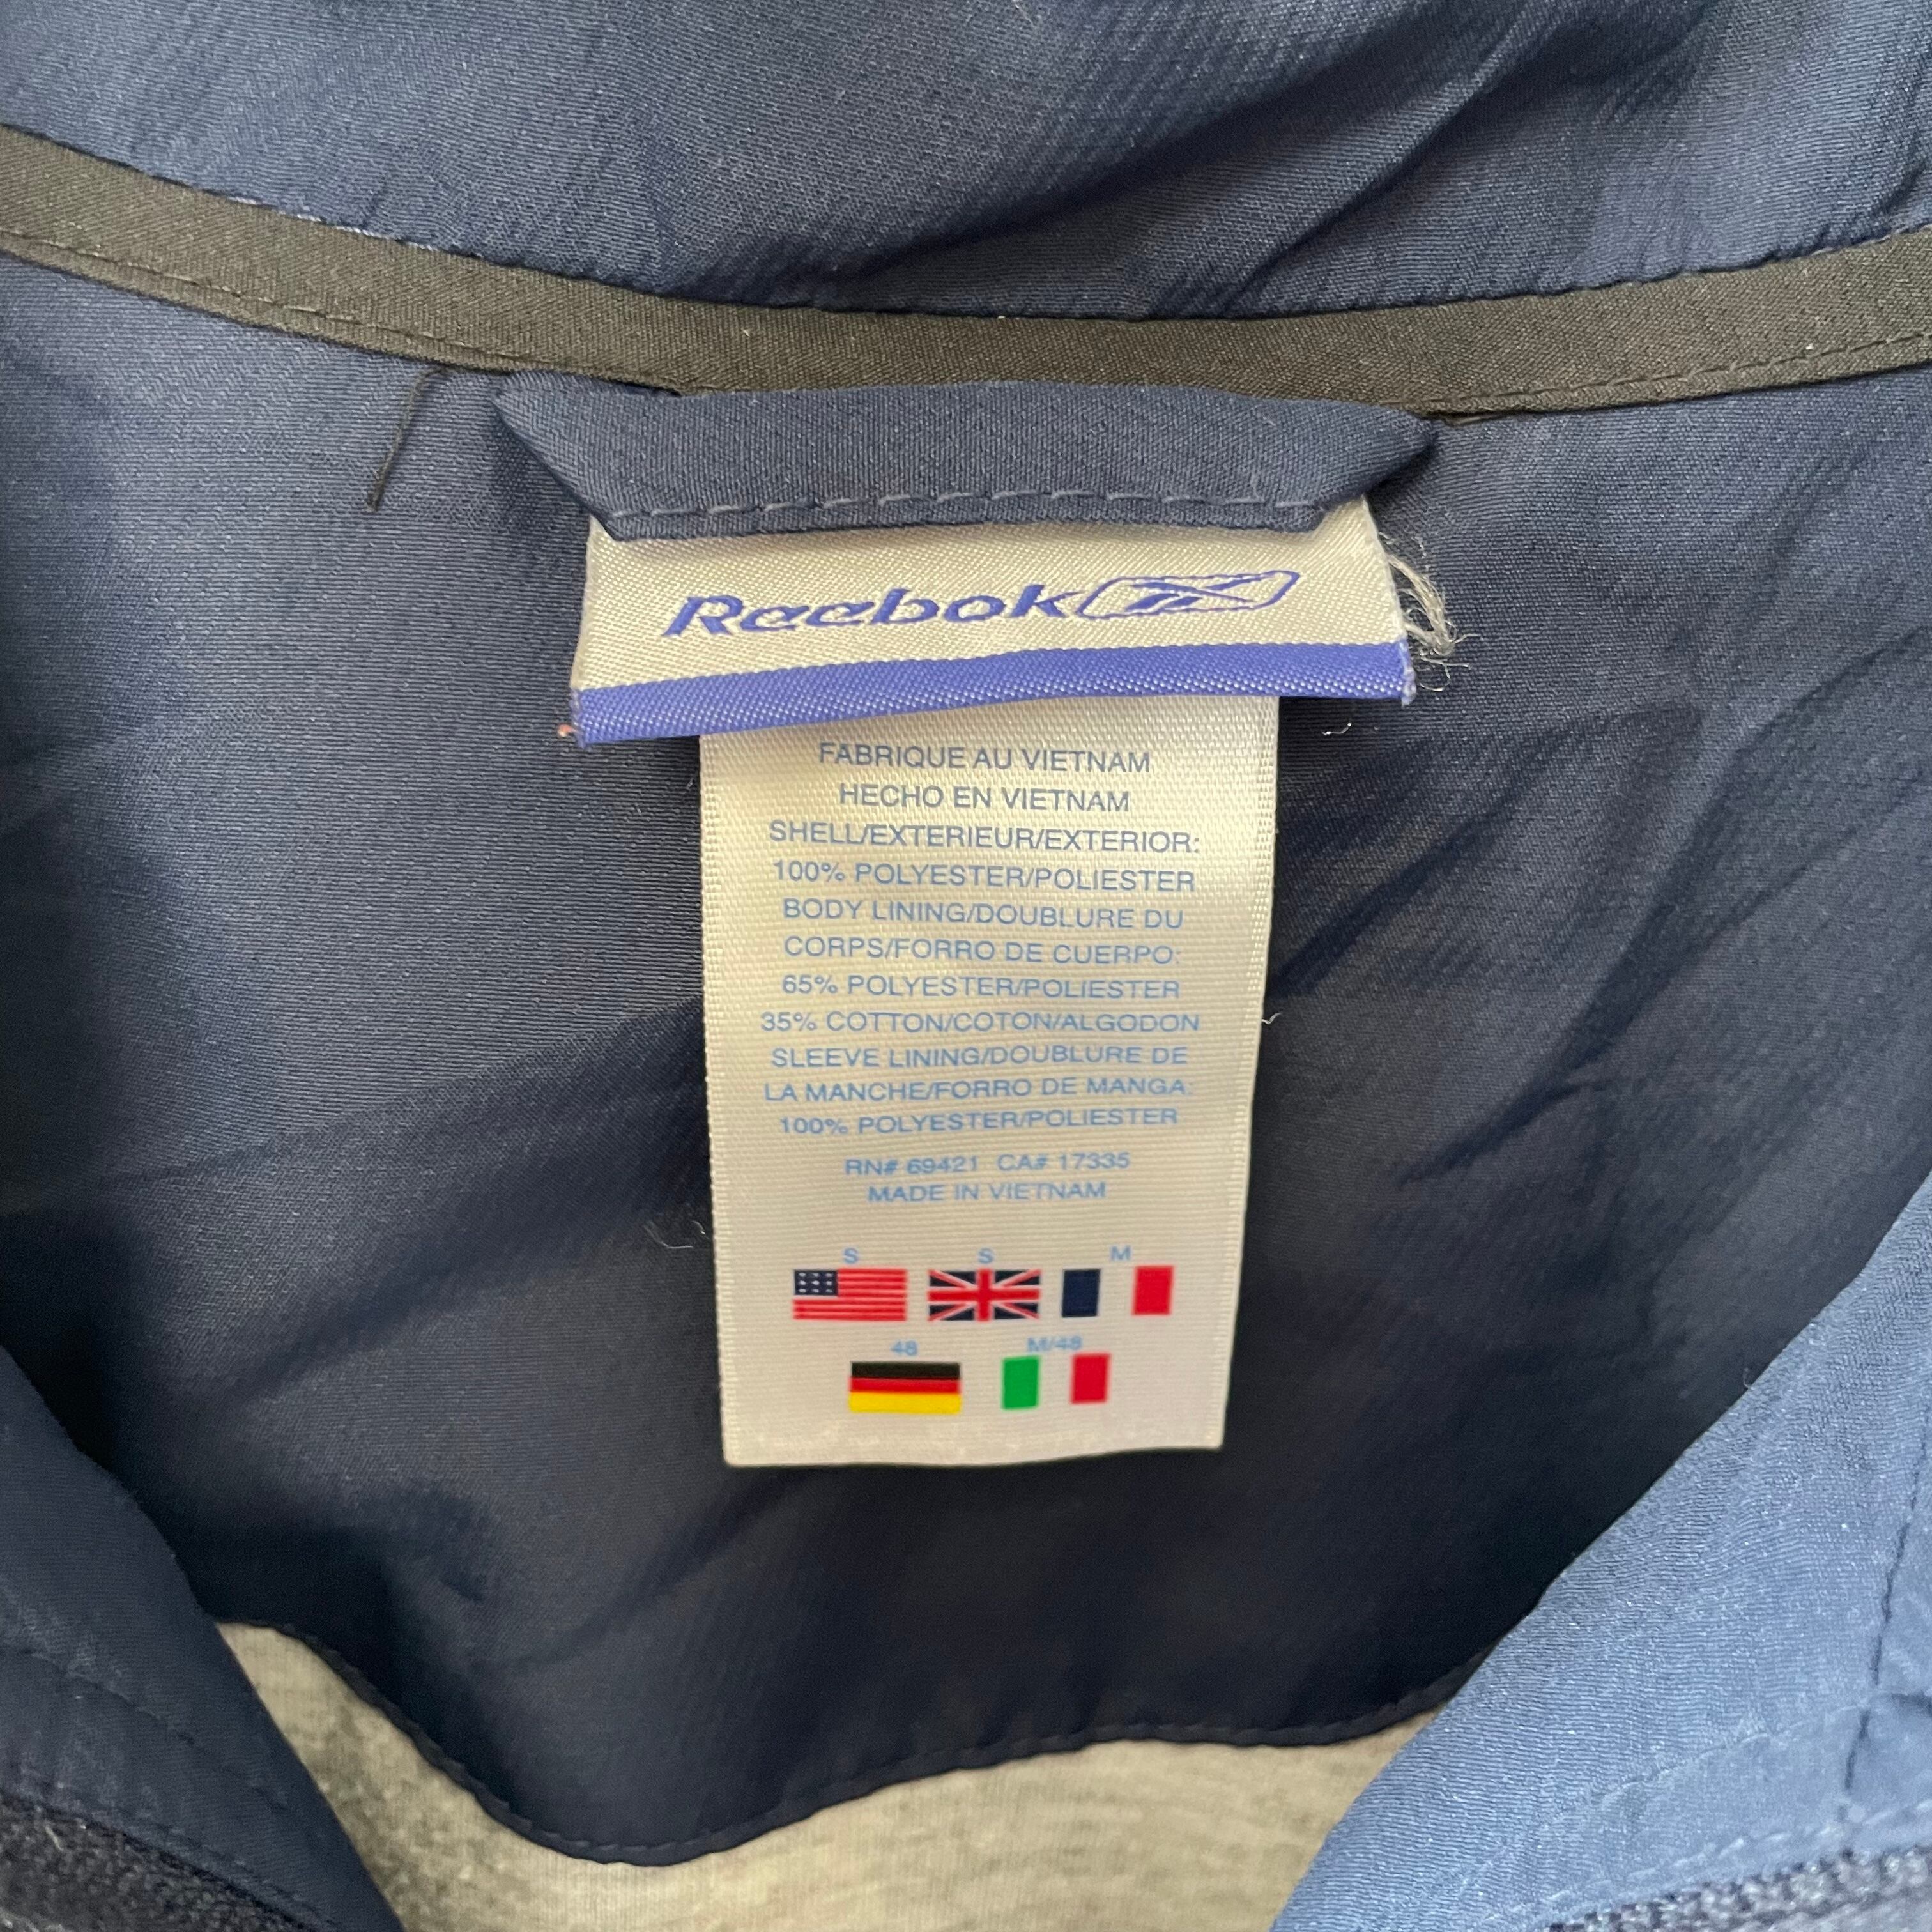 Reebok
FABRIQUE AU VIETNAM
HECHO EN VIETNAM
SHELL/EXTERIEUR/EXTERIOR:
100% POLYESTER/POLIESTER
BODY LINING/DOUBLURE DU
CORPS/FORRO DE CUERPO:
65% POLYESTER/POLIESTER
35% COTTON/COTON/ALGODON
SLEEVE LINING/DOUBLURE DE
LA MANCHE/FORRO DE MANGA:
100% POLYESTER/POLIESTER
RN# 69421 CA# 17335
MADE IN VIETNAM
S S M
48 M/48